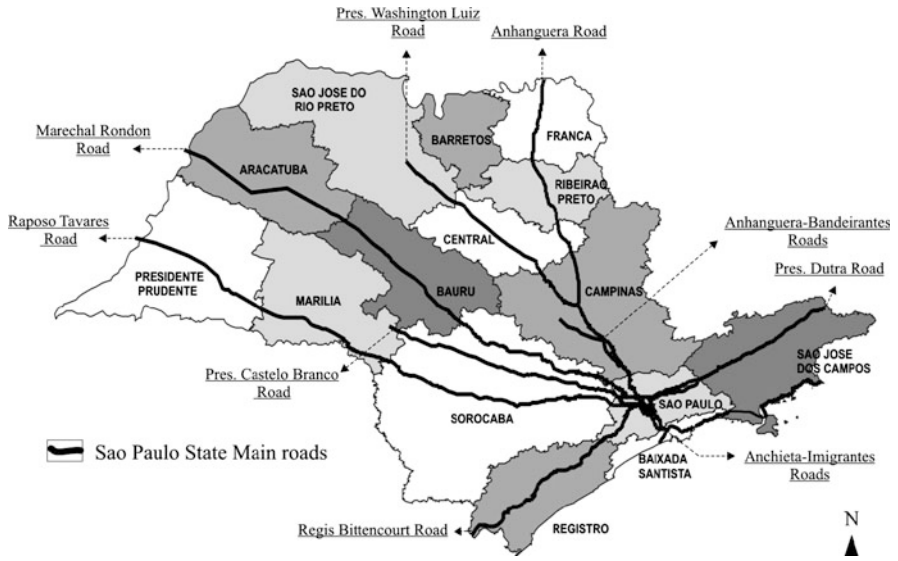 Pres. Washington Luiz
Road
Anhanguera Road
SAO JOSE DO
RIO PRETO
Marechal Rondon
Road
BARRETOS
FRANCA
ARACATUBA
RIBEIRAO
PRETO
Raposo Tavares
Road
Anhanguera-Bandeirantes
Roads
CENTRAL
Pres. Dutra Road
PRESIDENTE
PRUDENTE
MARILIA
BAURU
CAMPINAS
SAO JOSE
DOS CAMPOS
Pres. Castelo Branco
Road
SOROCABA
SAO PAULO
Sao Paulo State Main roads
BAIXADA
SANTISTA
Anchieta-Imigrantes
Roads
Regis Bittencourt Road
REGISTRO
N